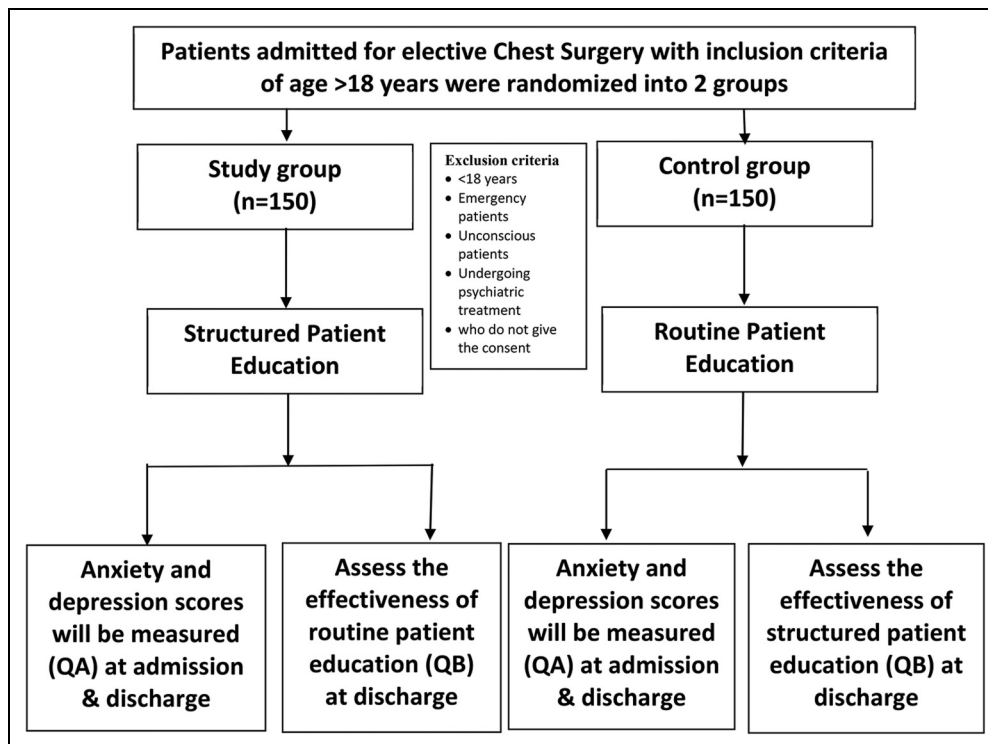 Patients admitted for elective Chest Surgery with inclusion criteria
of age >18 years were randomized into 2 groups
Study group
(n=150)
Exclusion criteria
• <18 years
• Emergency
patients
• Unconscious
patients
• Undergoing
psychiatric
treatment
• who do not give
the consent
Control group
(n=150)
Structured Patient
Education
Routine Patient
Education
Anxiety and
depression scores
will be measured
(QA) at admission
& discharge
Assess the
effectiveness of
routine patient
education (QB)
at discharge
Anxiety and
depression scores
will be measured
(QA) at admission
& discharge
Assess the
effectiveness of
structured patient
education (QB) at
discharge